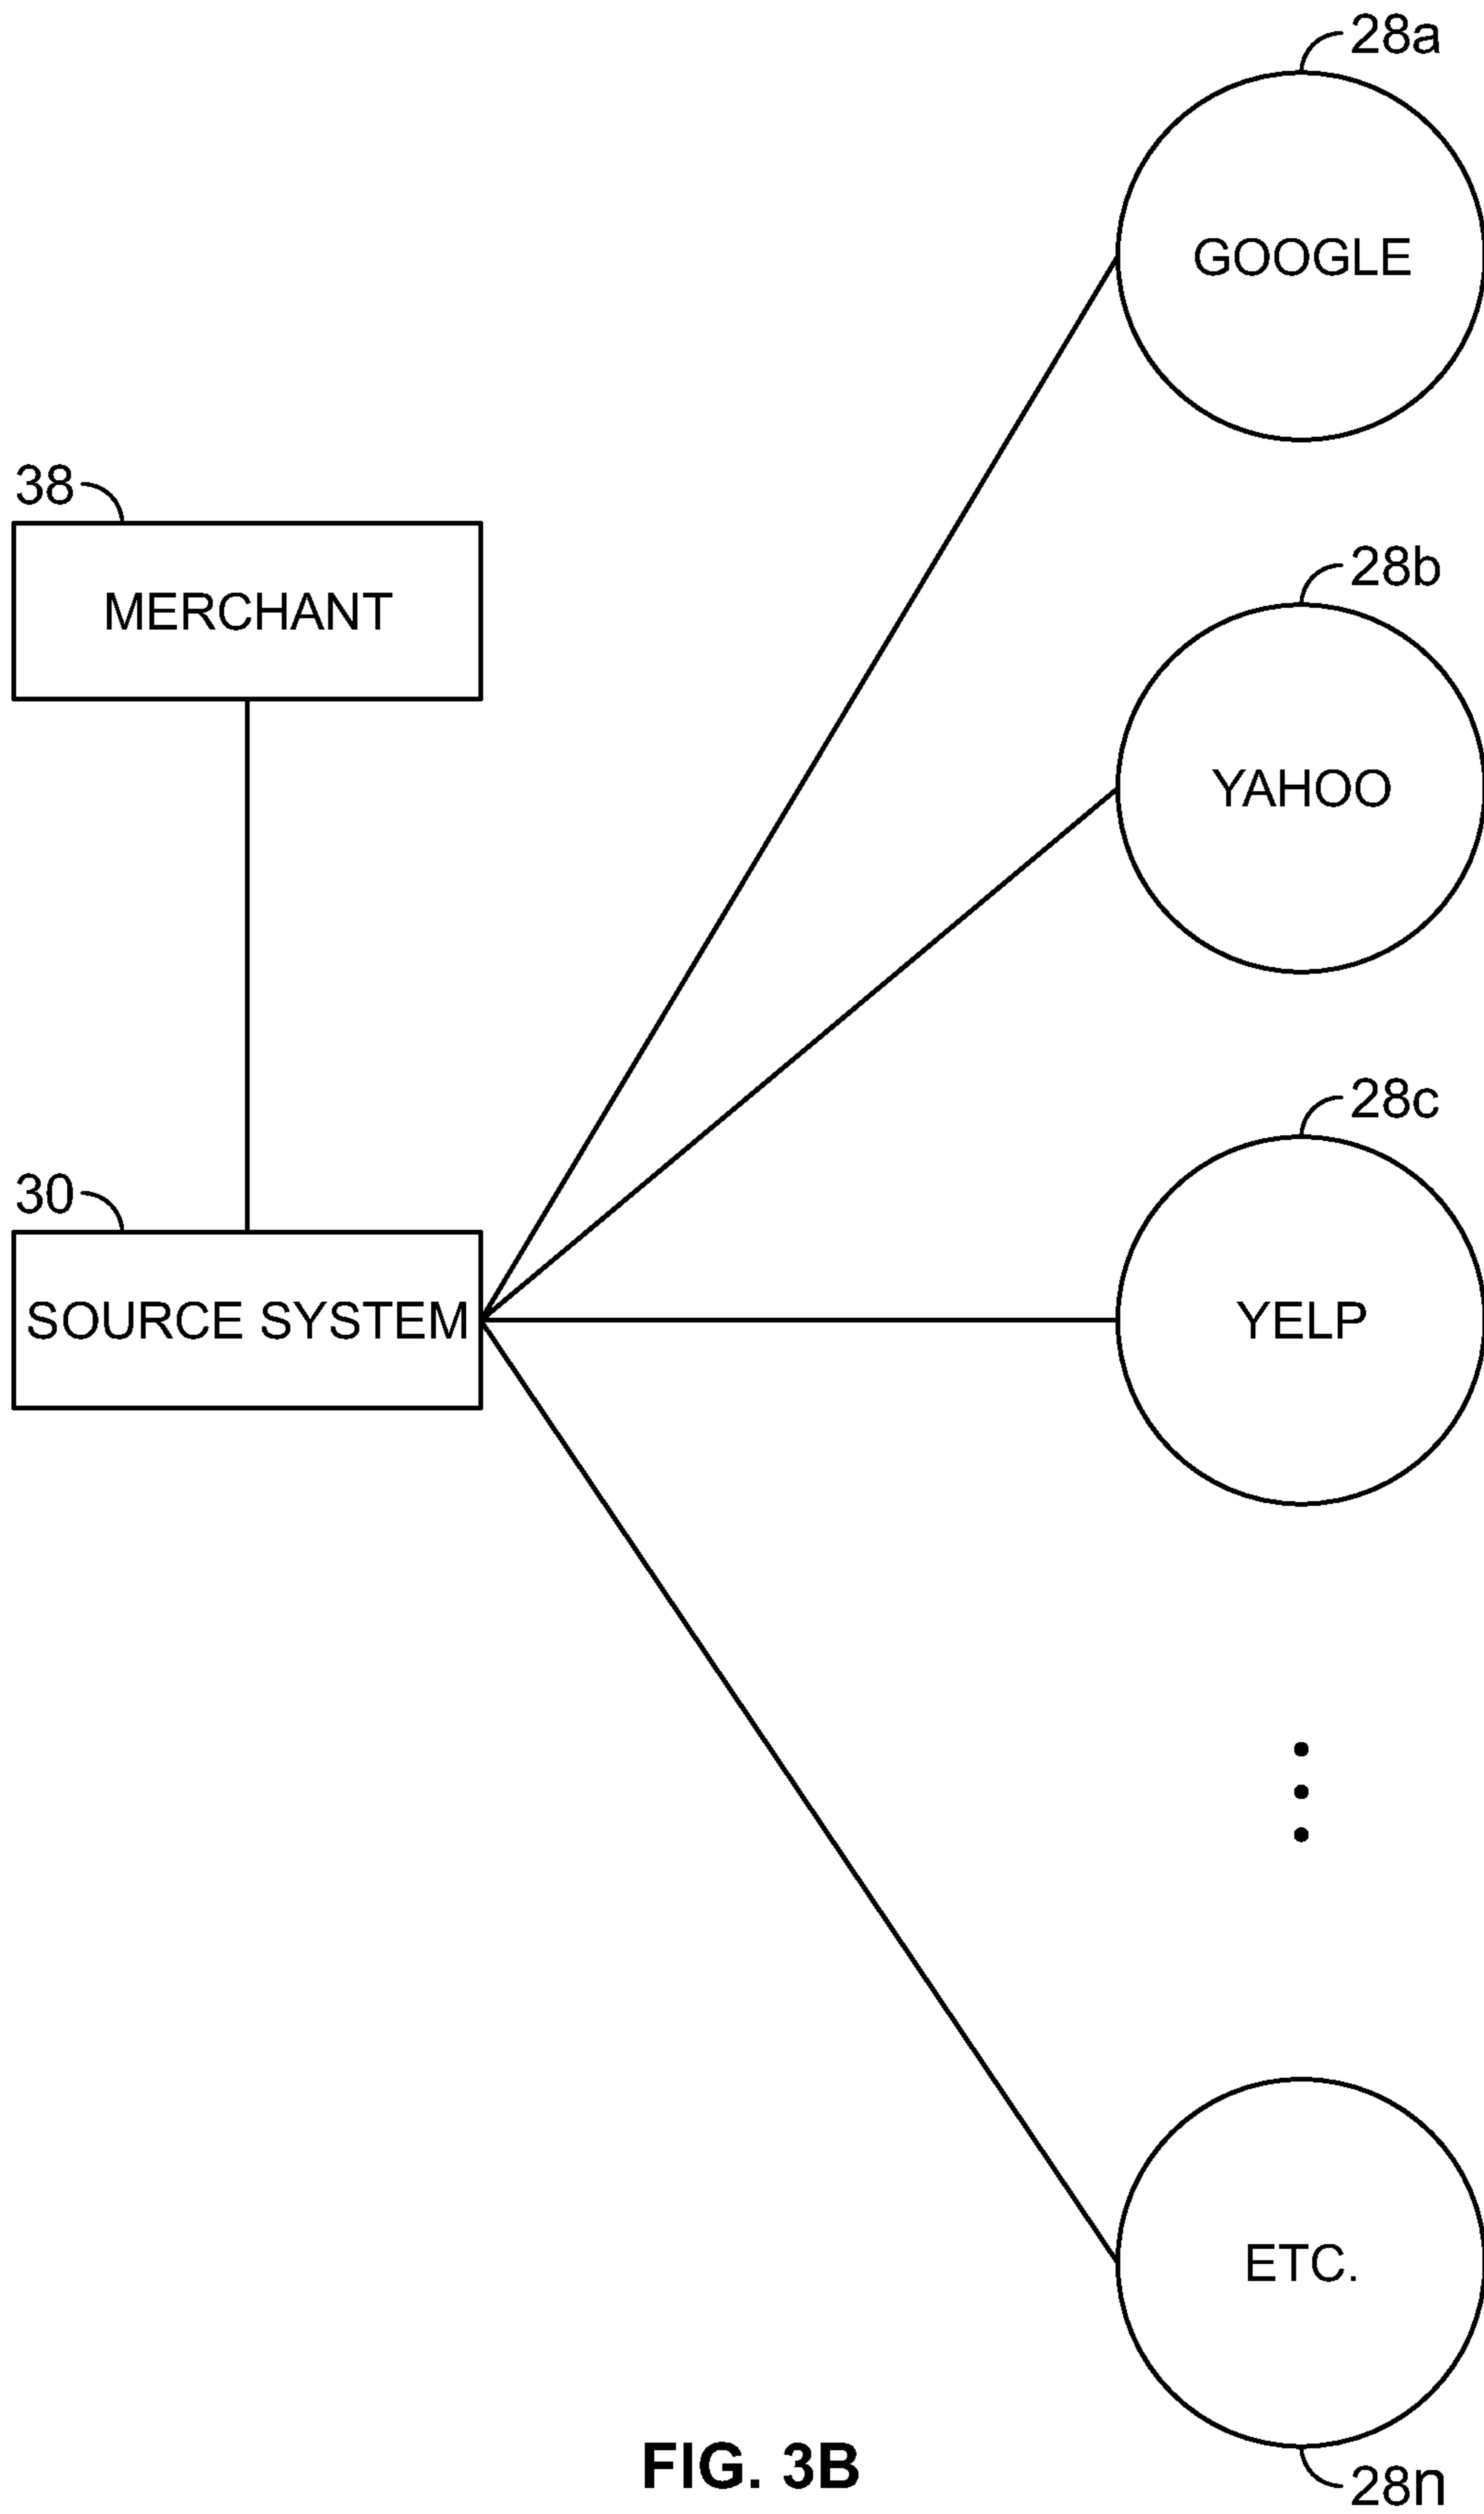 28a
GOOGLE
38
MERCHANT
28b
YAHOO
28c
30
SOURCE SYSTEM
YELP
ETC.
FIG. 3B
28n